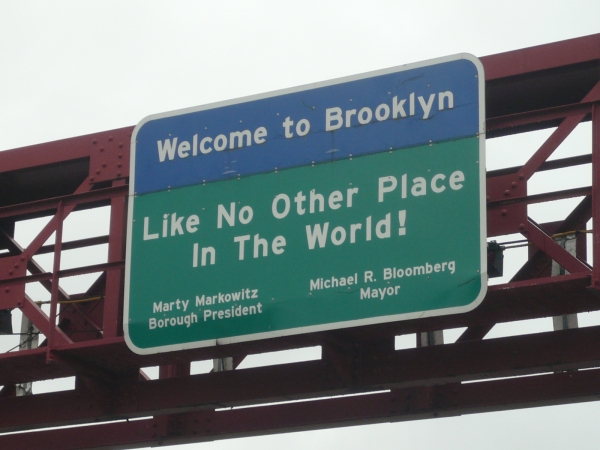 Welcome to Brooklyn
Like No Other Place
In The World!
Marty Markowitz
Borough President
Michael R. Bloomberg
Mayor